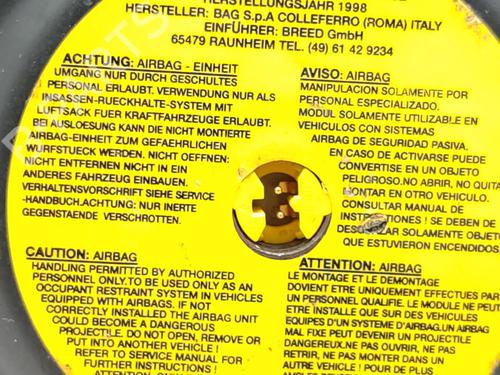 HERSTELLUNGSJAHR 1998
HERSTELLER: BAG S.p.A COLLEFERRO (ROMA) ITALY
EINFÜHRER: BREED GmbH
65479 RAUNHEIM TEL. (49) 61 42 9234
ACHTUNG: AIRBAG - EINHEIT
UMGANG NUR DURCH GESCHULTES
PERSONAL ERLAUBT. VERWENDUNG NUR ALS
INSASSEN-RUECKHALTE-SYSTEM MIT
LUFTSACK FUER KRAFTFAHRZEUGE ERLAUBT.
BEI AUSLOESUNG KANN DIE NICHT MONTIERTE
AIRBAG-EINHEIT ZUM GEFAEHRLICHEN
WURFSTUECK WERDEN. NICHT OEFFNEN:
NICHT ENTFERNEN NICHT IN EIN
ANDERES FAHRZEUG EINBAUEN.
VERHALTENSVORSCHRIFT SIEHE SERVICE
-HANDBUCH.ACHTUNG: NUR INERTE
GEGENSTAENDE VERSCHROTTEN.
AVISO: AIRBAG
MANIPULACION SOLAMENTE POR
PERSONAL ESPECIALIZADO.
MODUL SOLAMENTE UTILIZABLE EN
VEHICULOS CON SISTEMAS
AIRBAG DE SEGURIDAD PASIVA.
EN CASO DE ACTIVARSE PUEDE
CONVERTISE EN UN OBJETO
PELIGROSO.NO ABRIR, NO QUITA
MONTAR EN OTRO VEHICULO.
CONSULTAR MANUAL DE
INSTRUCCIONES ! SE DEBEN DE
DESGUAZAR SOLAMENTE OBJETO
QUE ESTUVIERON ENCENDIDOS.
CAUTION: AIRBAG
HANDLING PERMITTED BY AUTHORIZED
PERSONNEL ONLY.TO BE USED ONLY AS AN
OCCUPANT RESTRAINT SYSTEM IN VEHICLES
EQUIPPED WITH AIRBAGS. IF NOT
CORRECTLY INSTALLED THE AIRBAG UNIT
COULD BECOME A DANGEROUS
PROJECTILE. DO NOT OPEN, REMOVE OR
PUT INTO ANOTHER VEHICLE !
REFER TO SERVICE MANUAL FOR
FURTHER INSTRUCTIONS !
ATTENTION: AIRBAG
LE MONTAGE ET LE DEMONTAGE
DOIVENT ETRE UNIQUEMENT EFFECTUES PAR
UN PERSONNEL QUALIFIE. LE MODULE NE PEUT
ETRE INSTALLE QUE SUR DES VEHICULES
EQUIPES D'UN SYSTEME D'AIRBAG.UN AIRBAG
MAL FIXE PEUT DEVENIR UN PROJECTILE
DANGEREUX.NE PAS OUVRIR, NE PAS
RETIRER, NE PAS MONTER DANS UN
AUTRE VEHICULE ! POUR DE PLUS